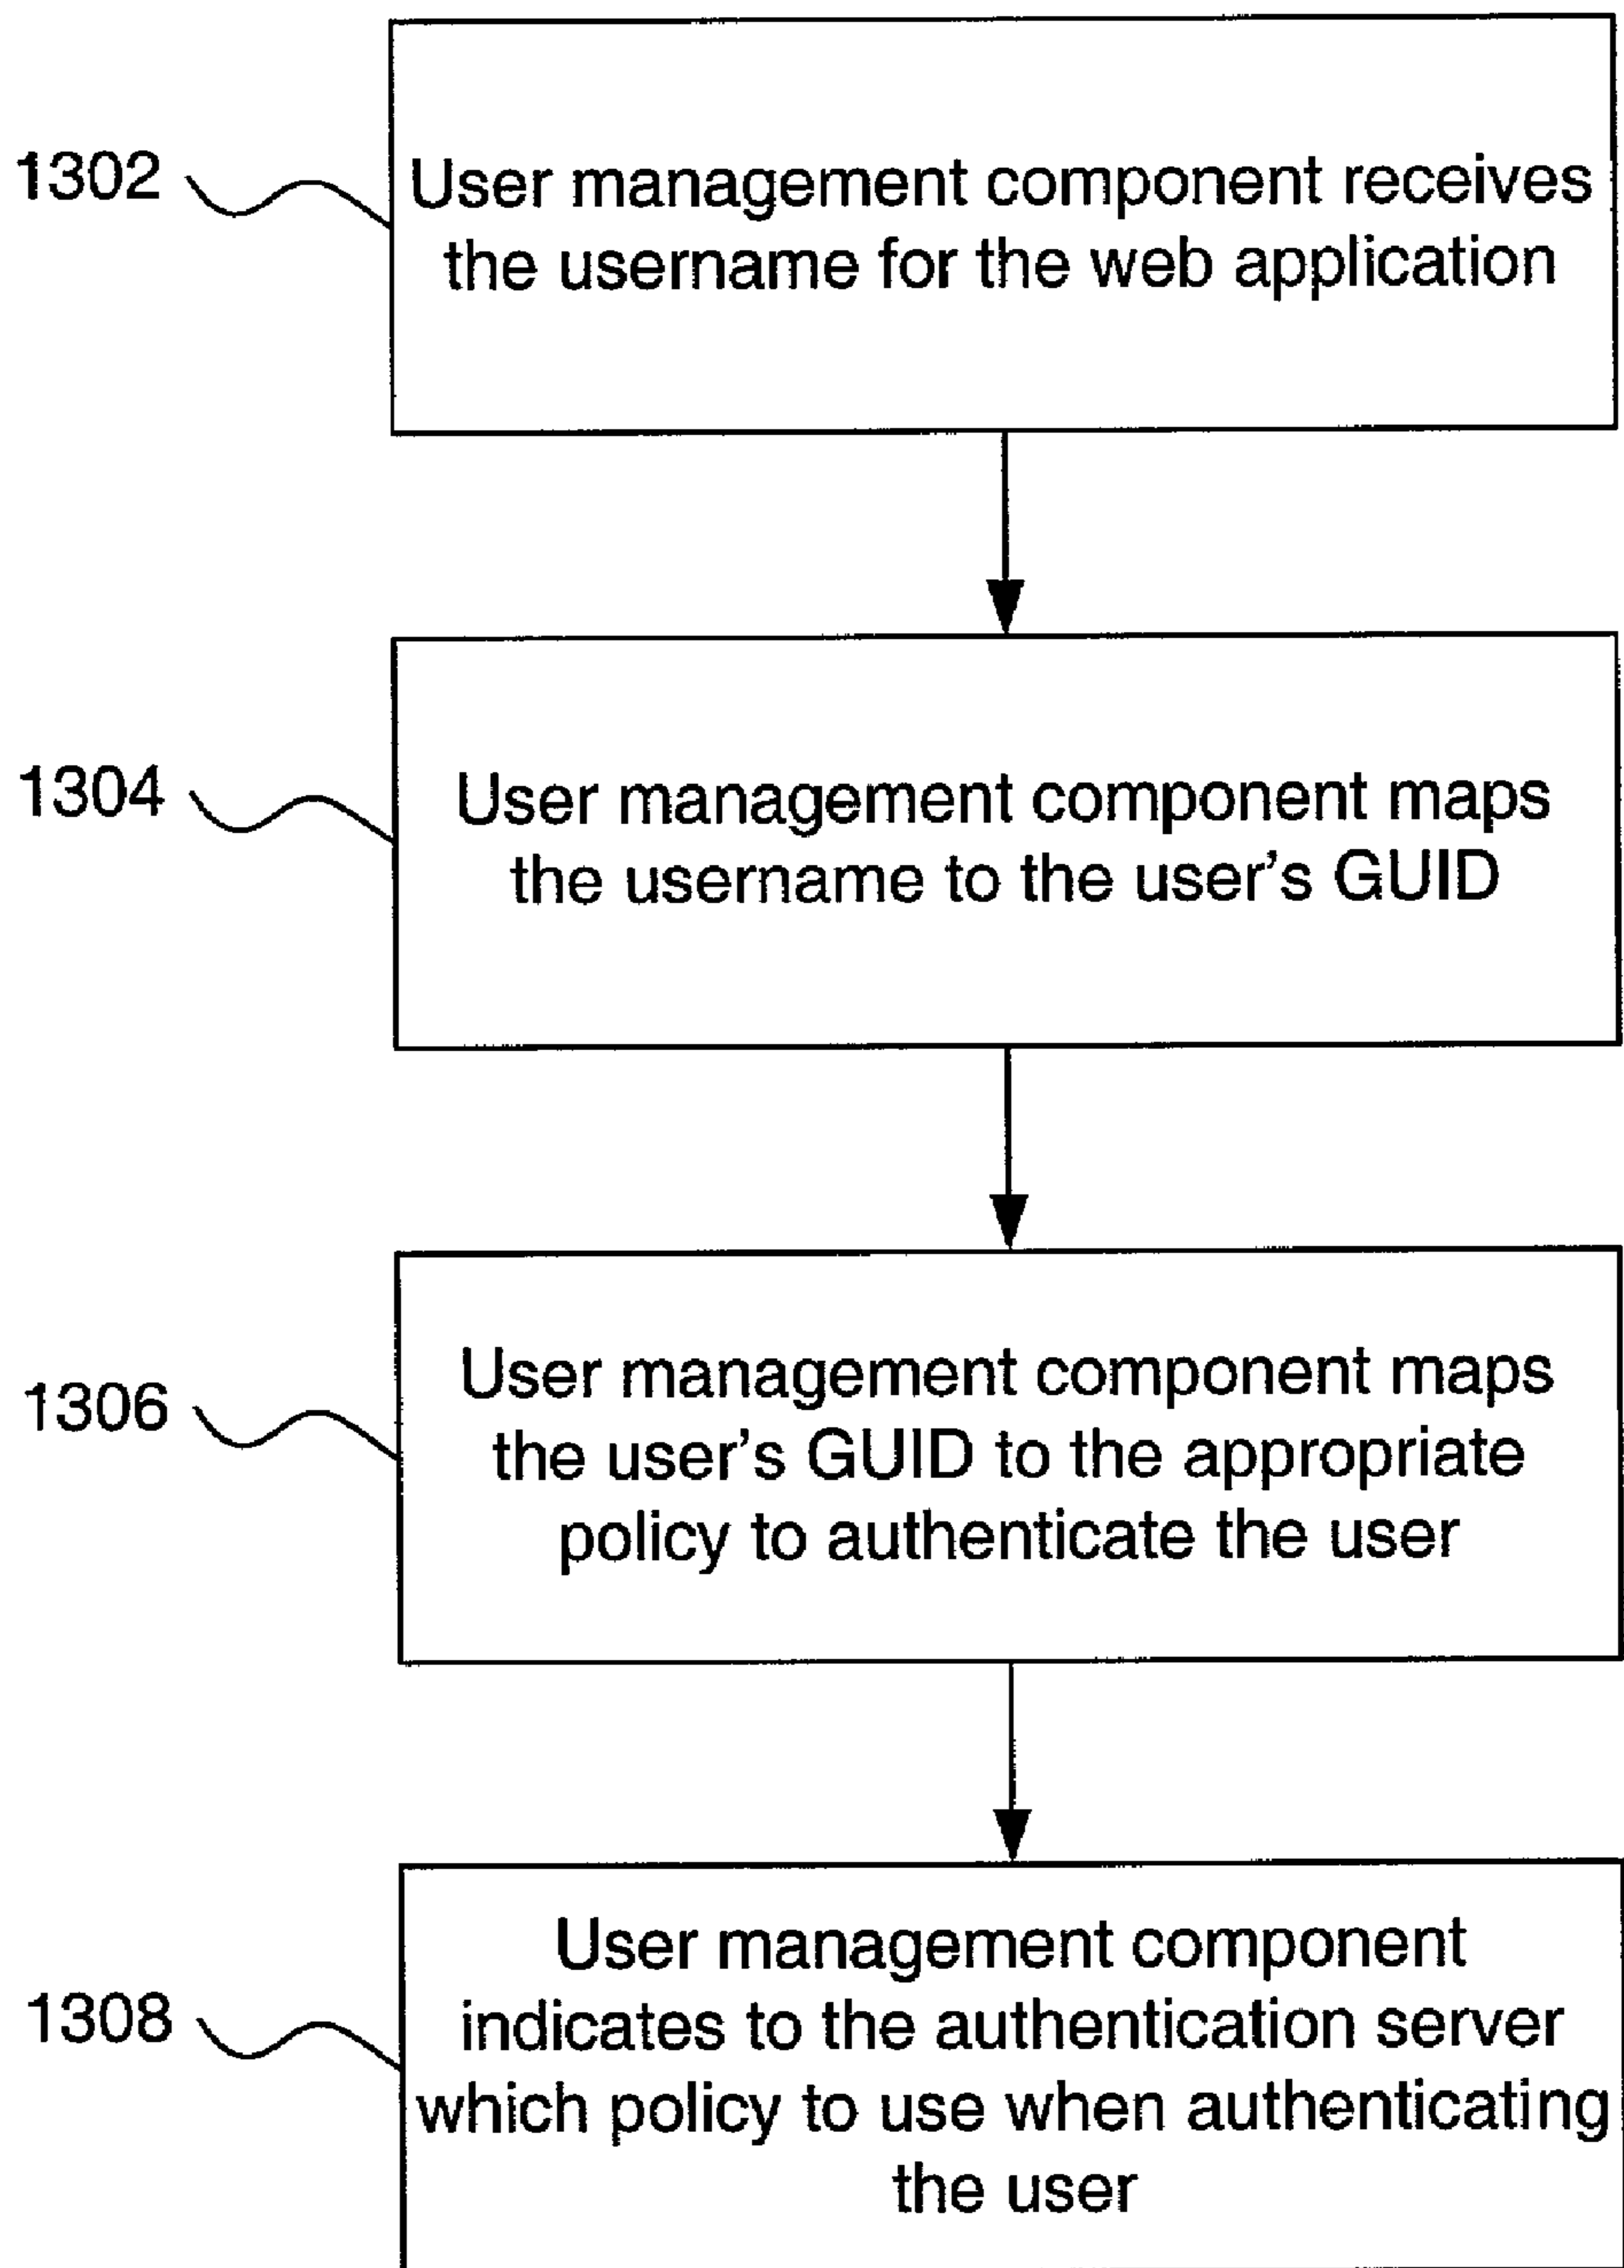 1302
User management component receives
the username for the web application
1304
User management component maps
the username to the user's GUID
1306
User management component maps
the user's GUID to the appropriate
policy to authenticate the user
1308
User management component
indicates to the authentication server
which policy to use when authenticating
the user